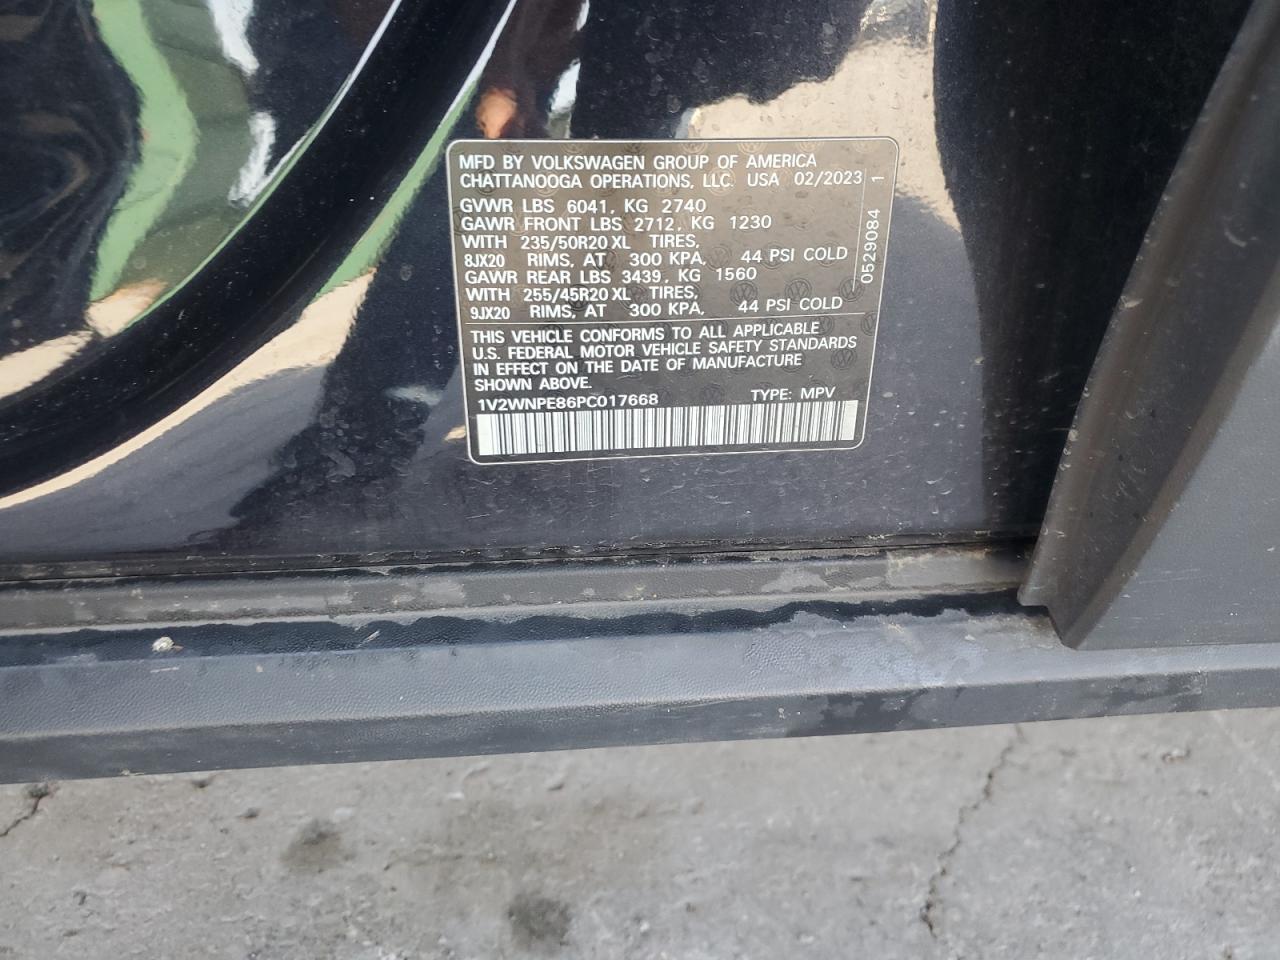 MFD BY VOLKSWAGEN GROUP OF AMERICA
CHATTANOOGA OPERATIONS, LLC. USA 02/2023
GVWR LBS 6041, KG 2740
GAWR FRONT LBS 2712, KG 1230
WITH 235/50R20 XL TIRES,
8JX20 RIMS, AT 300 KPA, 44 PSI COLD
GAWR REAR LBS 3439, KG 1560
WITH 255/45R20 XL TIRES,
9JX20 RIMS, AT 300 KPA, 44 PSI COLD
0529084 1
THIS VEHICLE CONFORMS TO ALL APPLICABLE
U.S. FEDERAL MOTOR VEHICLE SAFETY STANDARDS
IN EFFECT ON THE DATE OF MANUFACTURE
SHOWN ABOVE.
1V2WNPE86PC017668 TYPE: MPV